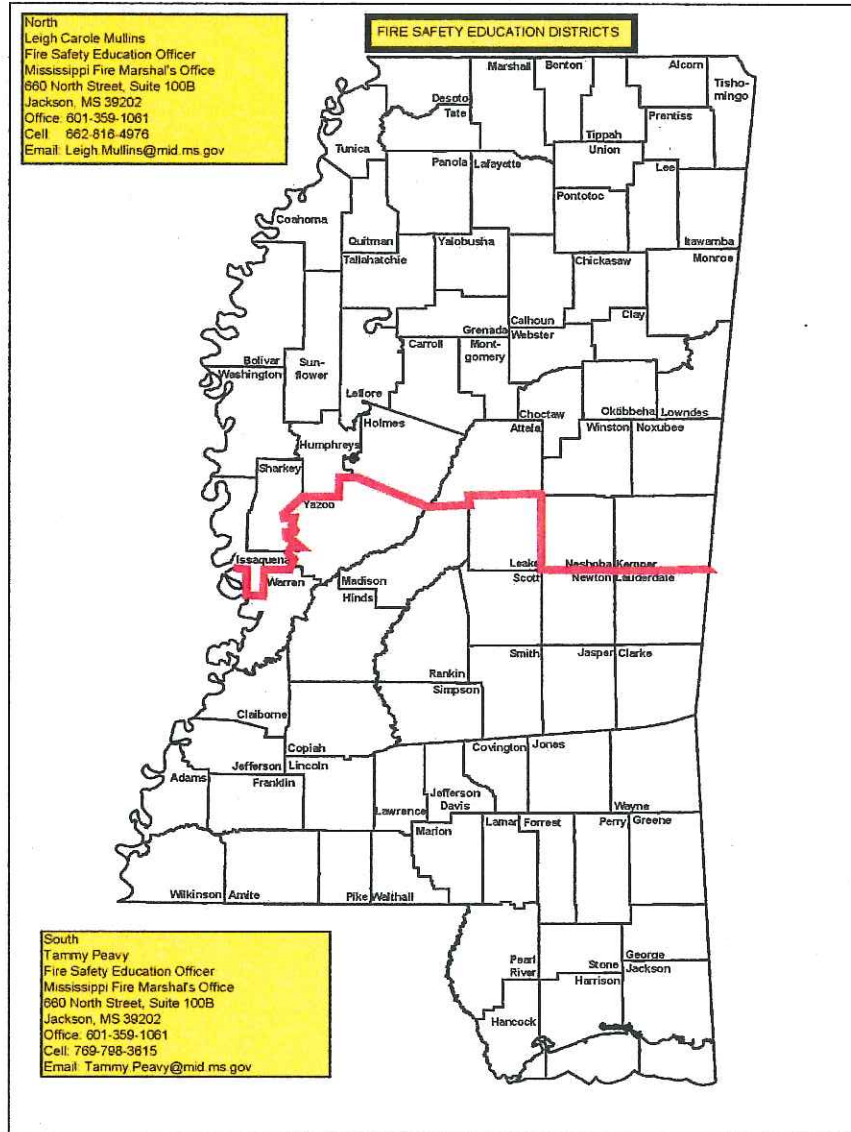 North
Leigh Carole Mullins
Fire Safety Education Officer
Mississippi Fire Marshal's Office
660 North Street, Suite 100B
Jackson, MS 39202
Office: 601-359-1061
Cell: 662-816-4976
Email: Leigh.Mullins@mid.ms.gov
FIRE SAFETY EDUCATION DISTRICTS
Marshall
Benton
Alcorn
Tisho-
mingo
Desoto
Tate
Prentiss
Tippah
Union
Tunica
Panola
Lafayette
Lee
Pontotoc
Coahoma
Quitman
Yalobusha
Itawamba
Tallahatchie
Chickasaw
Monroe
Calhoun
Clay
Grenada
Webster
Carroll
Mont-
gomery
Bolivar
Washington
Sun-
flower
Leflore
Choctaw
Oktibbeha
Lowndes
Holmes
Attala
Winston
Noxubee
Humphreys
Sharkey
Yazoo
Issaquena
Leake
Neshoba
Kemper
Warren
Madison
Scott
Newton
Lauderdale
Hinds
Rankin
Smith
Jasper
Clarke
Simpson
Claiborne
Copiah
Covington
Jones
Jefferson
Lincoln
Adams
Franklin
Jefferson
Davis
Lawrence
Wayne
Marion
Lamar
Forrest
Perry
Greene
Wilkinson
Amite
Pike
Walthall
South
Tammy Peavy
Fire Safety Education Officer
Mississippi Fire Marshal's Office
660 North Street, Suite 100B
Jackson, MS 39202
Office: 601-359-1061
Cell: 769-798-3615
Email: Tammy.Peavy@mid.ms.gov
Pearl
River
Stone
George
Harrison
Jackson
Hancock